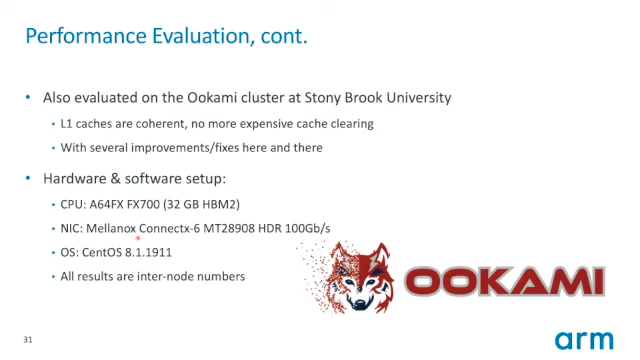 Performance Evaluation, cont.
• Also evaluated on the Ookami cluster at Stony Brook University
• L1 caches are coherent, no more expensive cache clearing
• With several improvements/fixes here and there
• Hardware & software setup:
• CPU: A64FX FX700 (32 GB HBM2)
• NIC: Mellanox Connectx-6 MT28908 HDR 100Gb/s
• OS: CentOS 8.1.1911
• All results are inter-node numbers
OOKAMI
31
arm